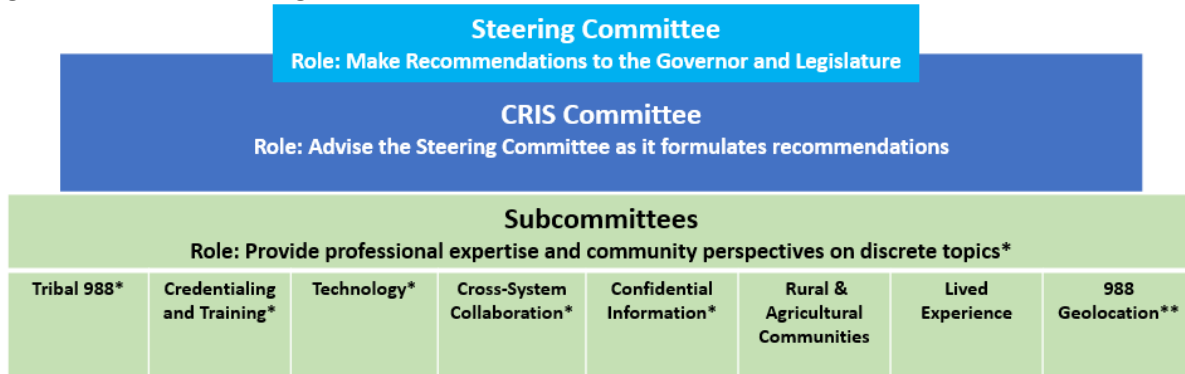 Steering Committee
Role: Make Recommendations to the Governor and Legislature
CRIS Committee
Role: Advise the Steering Committee as it formulates recommendations
Subcommittees
Role: Provide professional expertise and community perspectives on discrete topics*
Tribal 988*
Credentialing
and Training*
Technology*
Cross-System
Collaboration*
Confidential
Information*
Rural &
Agricultural
Communities
Lived
Experience
988
Geolocation**